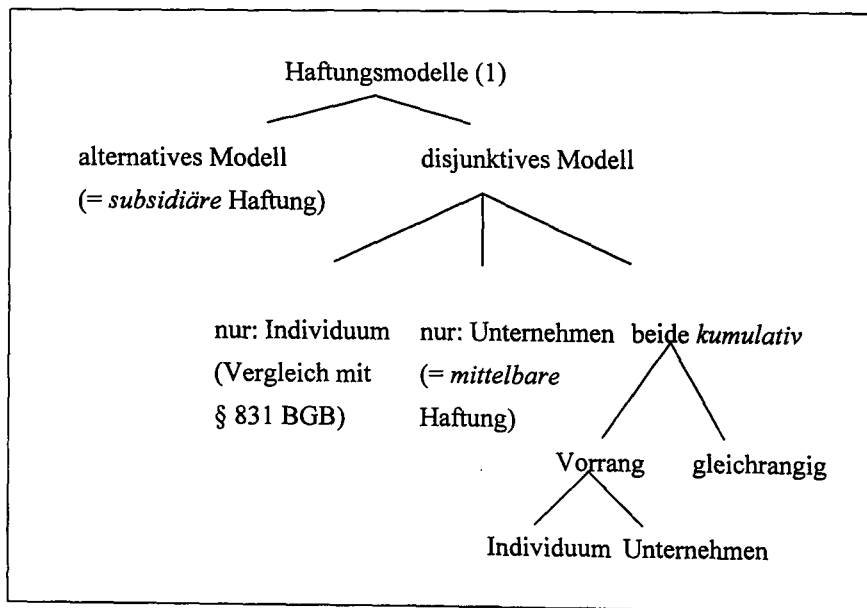 Haftungsmodelle (1)
alternatives Modell disjunktives Modell
(= subsidiäre Haftung)
nur: Individuum nur: Unternehmen beide kumulativ
(Vergleich mit (= mittelbare
§ 831 BGB) Haftung)
Vorrang gleichrangig
Individuum Unternehmen